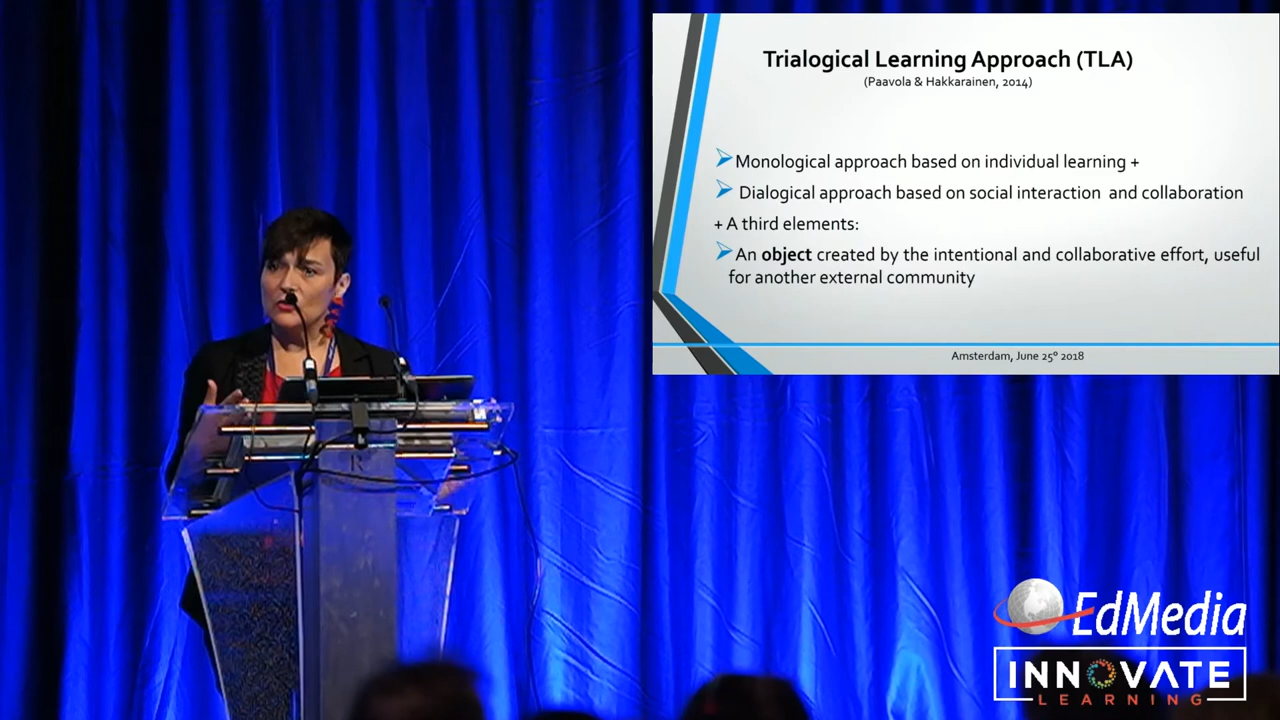 Trialogical Learning Approach (TLA)
(Paavola & Hakkarainen, 2014)
Monological approach based on individual learning +
Dialogical approach based on social interaction and collaboration
+ A third elements:
An object created by the intentional and collaborative effort, useful
for another external community
Amsterdam, June 25º 2018
R
EdMedia
INNOVATE
LEARNING